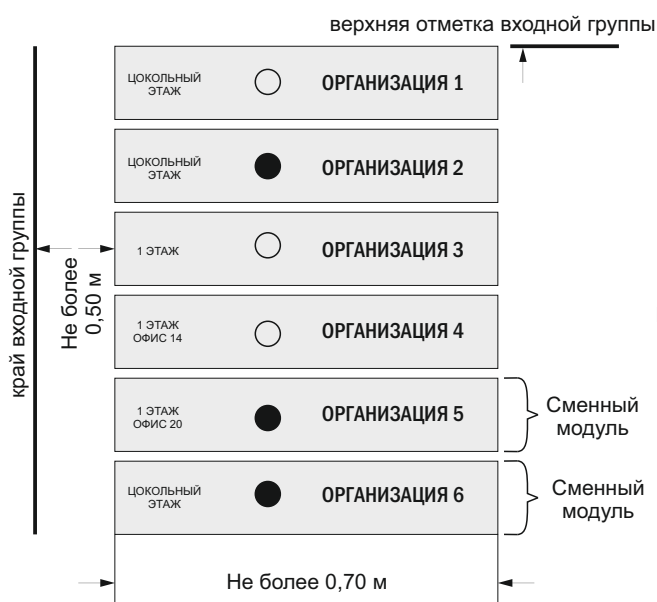 верхняя отметка входной группы
край входной группы
ЦОКОЛЬНЫЙ
ЭТАЖ
ОРГАНИЗАЦИЯ 1
ЦОКОЛЬНЫЙ
ЭТАЖ
ОРГАНИЗАЦИЯ 2
Не более
0,50 м
1 ЭТАЖ
ОРГАНИЗАЦИЯ 3
1 ЭТАЖ
ОФИС 14
ОРГАНИЗАЦИЯ 4
1 ЭТАЖ
ОФИС 20
ОРГАНИЗАЦИЯ 5
Сменный
модуль
ЦОКОЛЬНЫЙ
ЭТАЖ
ОРГАНИЗАЦИЯ 6
Сменный
модуль
Не более 0,70 м